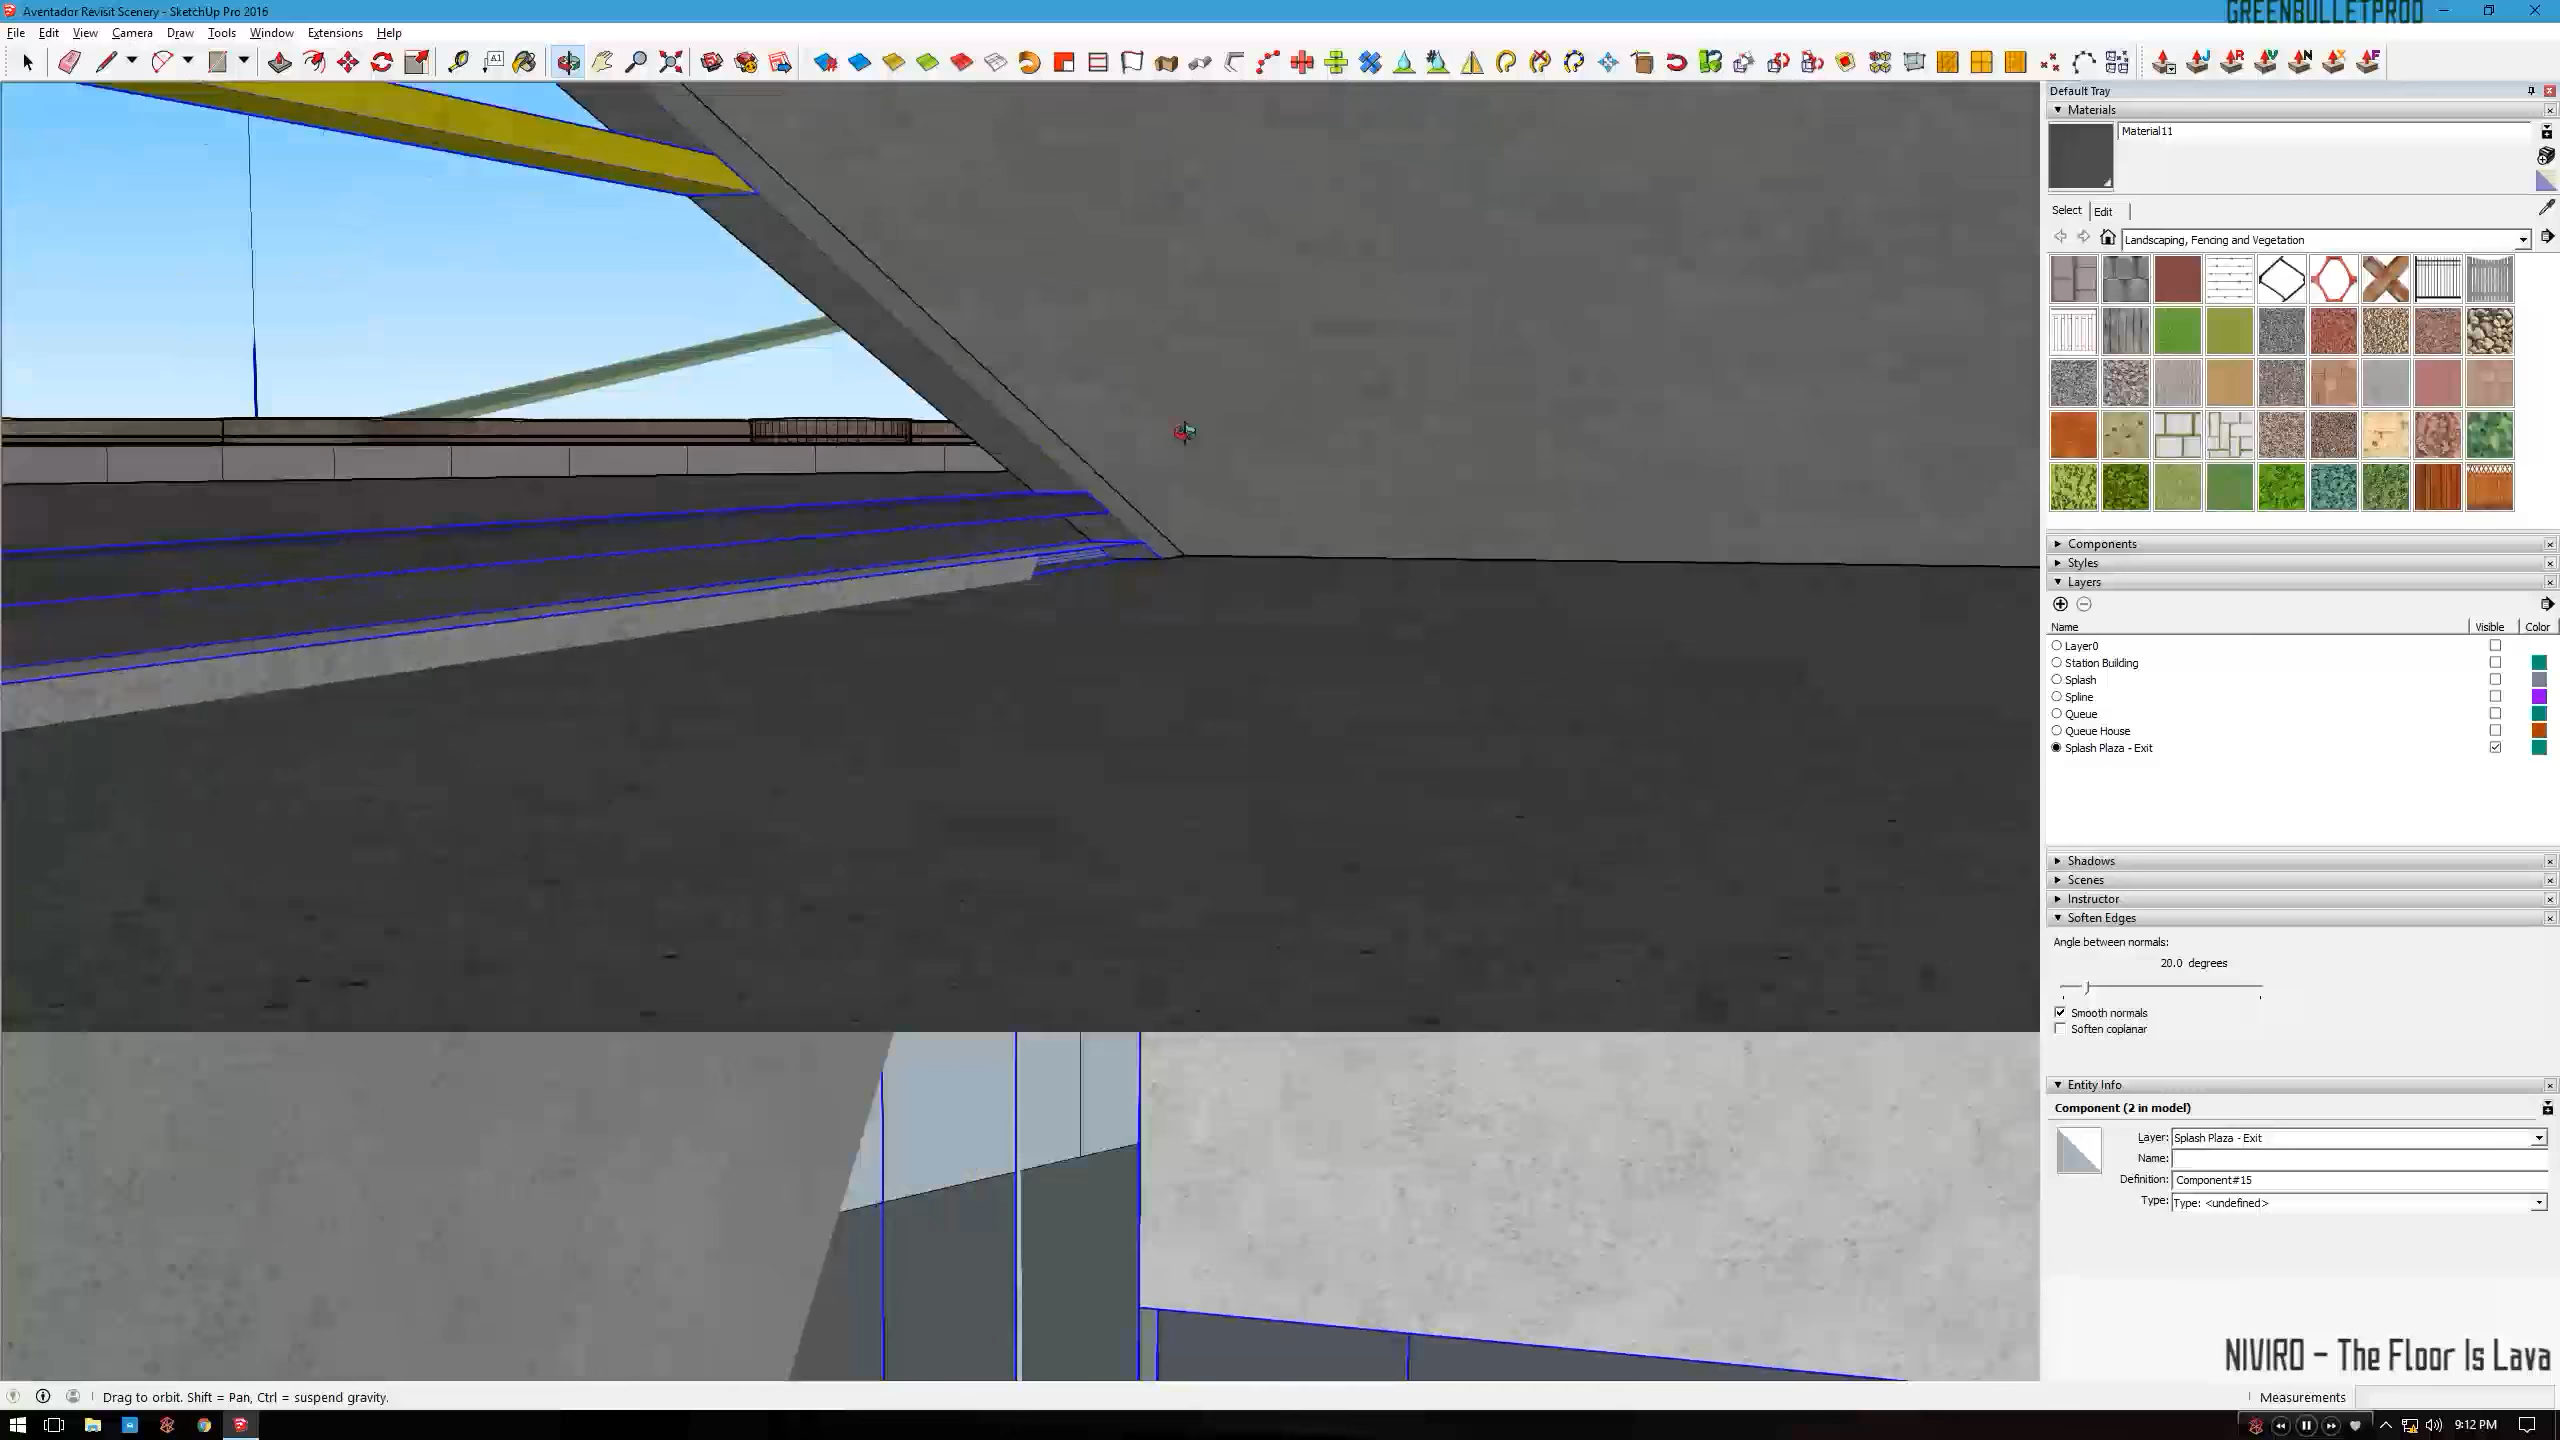 Aventador Revisit Scenery - SketchUp Pro 2016
GREENBULLETPROD
File Edit View Camera Draw Tools Window Extensions Help
A1
J R V N X F
Default Tray
Materials
Material11
Select Edit
Landscaping, Fencing and Vegetation
Components
Styles
Layers
Name Visible Color
Layer0
Station Building
Splash
Spline
Queue
Queue House
Splash Plaza - Exit
Shadows
Scenes
Instructor
Soften Edges
Angle between normals:
20.0 degrees
Smooth normals
Soften coplanar
Entity Info
Component (2 in model)
Layer: Splash Plaza - Exit
Name:
Definition: Component#15
Type: Type: <undefined>
NIVIRO - The Floor Is Lava
Drag to orbit. Shift = Pan, Ctrl = suspend gravity.
Measurements
9:12 PM